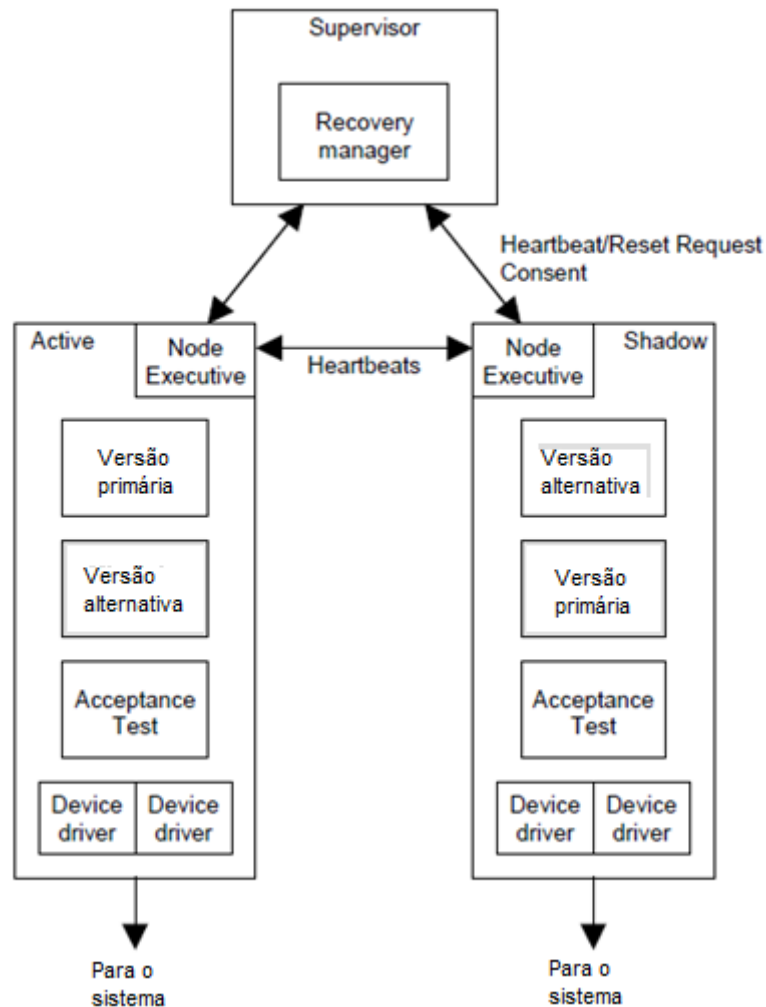 Supervisor
Recovery
manager
Heartbeat/Reset Request
Consent
Active
Node
Executive
Heartbeats
Node
Executive
Shadow
Versão
primária
Versão
alternativa
Acceptance
Test
Device
driver
Device
driver
Para o
sistema
Versão
alternativa
Versão
primária
Acceptance
Test
Device
driver
Device
driver
Para o
sistema